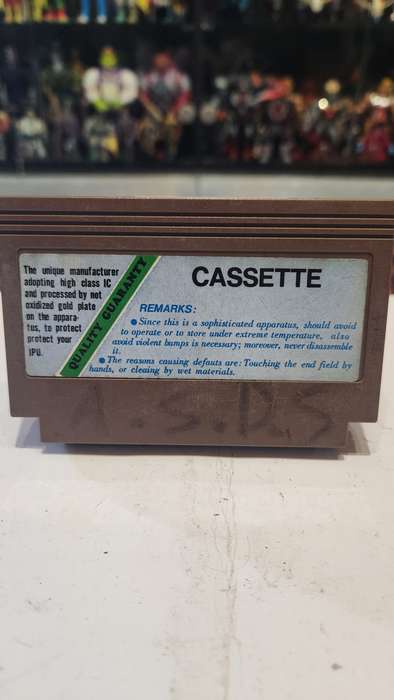 The unique manufacturer
adopting high class IC
and processed by not
oxidized gold plate
on the appara-
tus, to protect
protect your
IPU.
QUALITY GUARANTY
CASSETTE
REMARKS:
● Since this is a sophisticated apparatus, should avoid
to operate or to store under extreme temperature, also
avoid violent bumps is necessary; moreover, never disassemble
it.
● The reasons causing defauts are: Touching the end field by
hands, or cleaing by wet materials.